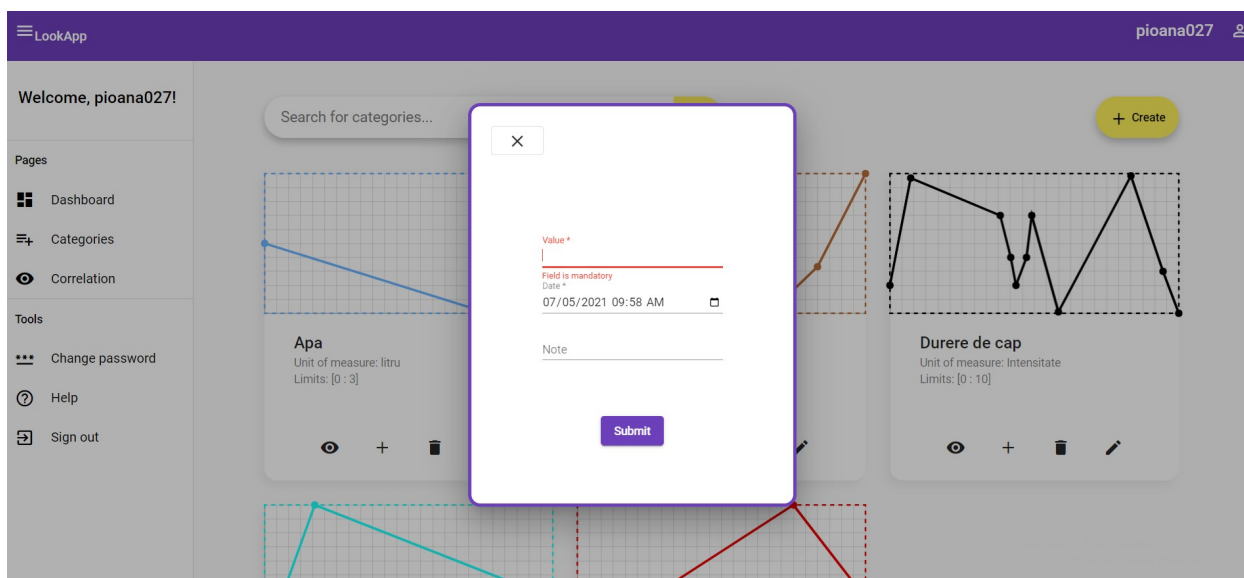 LookApp
pioana027
Welcome, pioana027!
Pages
Dashboard
Categories
Correlation
Tools
Change password
Help
Sign out
Search for categories...
+ Create
Apa
Unit of measure: litru
Limits: [0 : 3]
Durere de cap
Unit of measure: Intensitate
Limits: [0 : 10]
Value *
Field is mandatory
Date *
07/05/2021 09:58 AM
Note
Submit